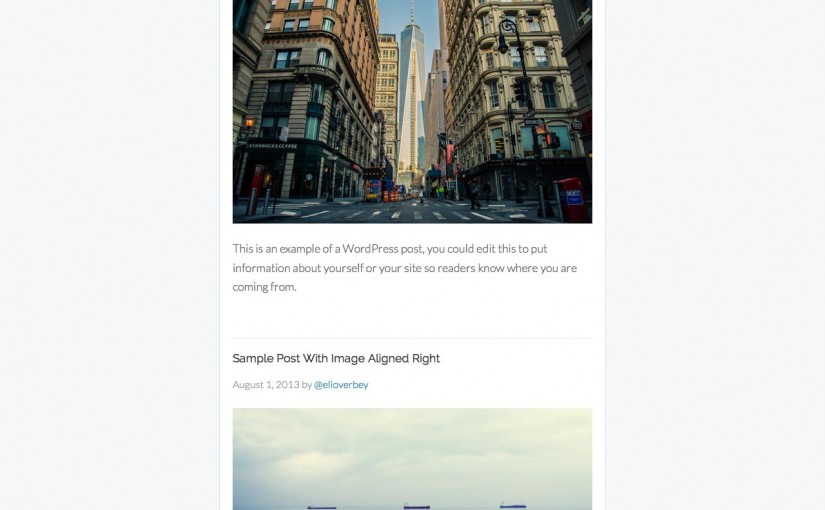 STARBUCKS COFFEE
This is an example of a WordPress post, you could edit this to put
information about yourself or your site so readers know where you are
coming from.
Sample Post With Image Aligned Right
August 1, 2013 by @elioverbey